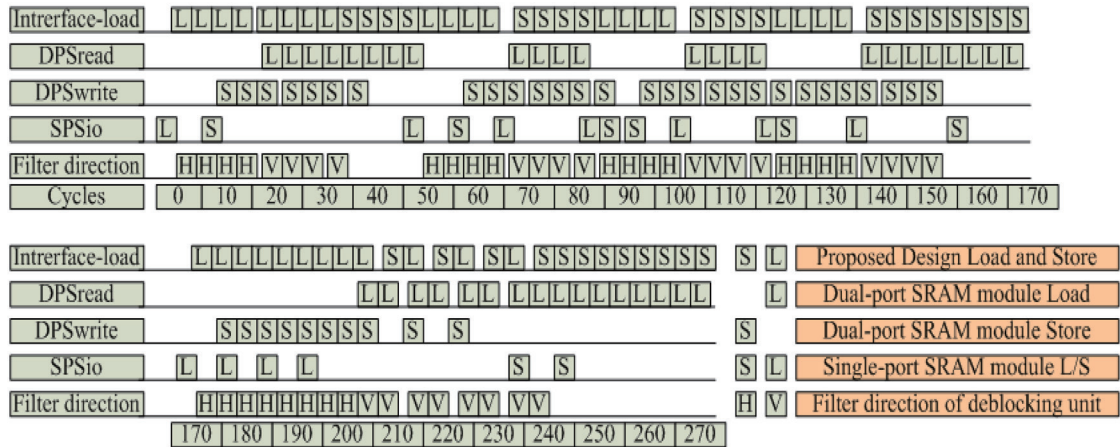 Intrerface-load L L L L L L L L S S S S L L L L S S S S L L L L S S S S L L L L S S S S S S S S
DPSread L L L L L L L L L L L L L L L L L L L L L L L L
DPSwrite S S S S S S S S S S S S S S S S S S S S S S S S S S S S S
SPSio L S L S L L S S L L S L S
Filter direction H H H H V V V V H H H H V V V V H H H H V V V V H H H H V V V V
Cycles 0 10 20 30 40 50 60 70 80 90 100 110 120 130 140 150 160 170
Intrerface-load L L L L L L L L L S L S L S L S S S S S S S S S S L Proposed Design Load and Store
DPSread L L L L L L L L L L L L L L L L L Dual-port SRAM module Load
DPSwrite S S S S S S S S S S S Dual-port SRAM module Store
SPSio L L L L S S S L Single-port SRAM module L/S
Filter direction H H H H H H H H V V V V V V V V H V Filter direction of deblocking unit
170 180 190 200 210 220 230 240 250 260 270